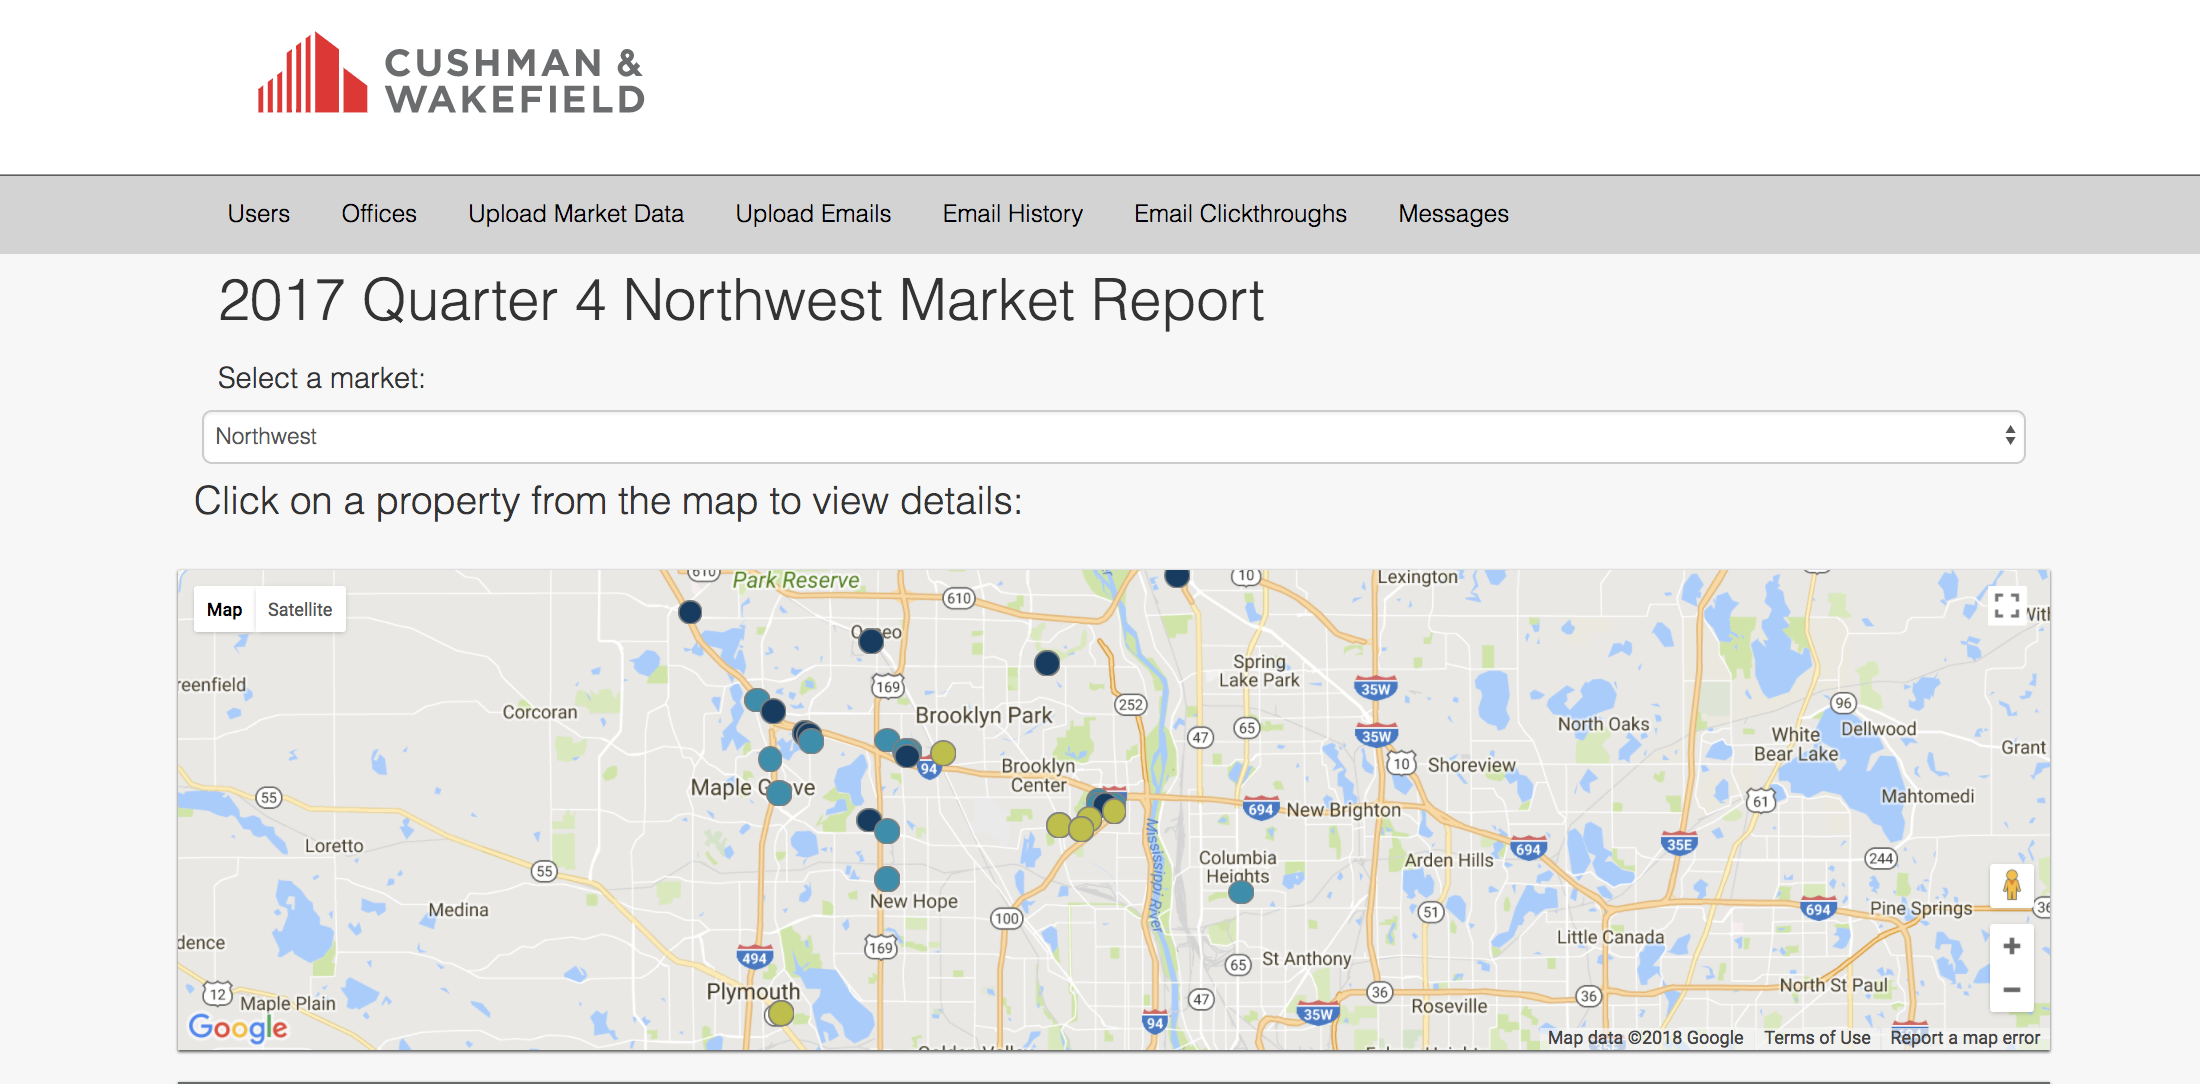 CUSHMAN &
WAKEFIELD
Users Offices Upload Market Data Upload Emails Email History Email Clickthroughs Messages
2017 Quarter 4 Northwest Market Report
Select a market:
Northwest
Click on a property from the map to view details:
Map Satellite
610
Park Reserve
610
10
Lexington
With
169
Spring
Lake Park
35W
reenfield
Corcoran
Brooklyn Park
252
47
65
35W
North Oaks
96
White
Bear Lake
Dellwood
Grant
94
Brooklyn
Center
10
Shoreview
Maple Grove
55
694
New Brighton
61
Mahtomedi
Loretto
Mississippi River
Columbia
Heights
Arden Hills
694
35E
244
55
Medina
New Hope
100
51
694
Pine Springs
36
dence
169
Little Canada
494
65
St Anthony
12
Maple Plain
Plymouth
47
36
Roseville
36
North St Paul
Google
94
35W
Map data ©2018 Google Terms of Use Report a map error